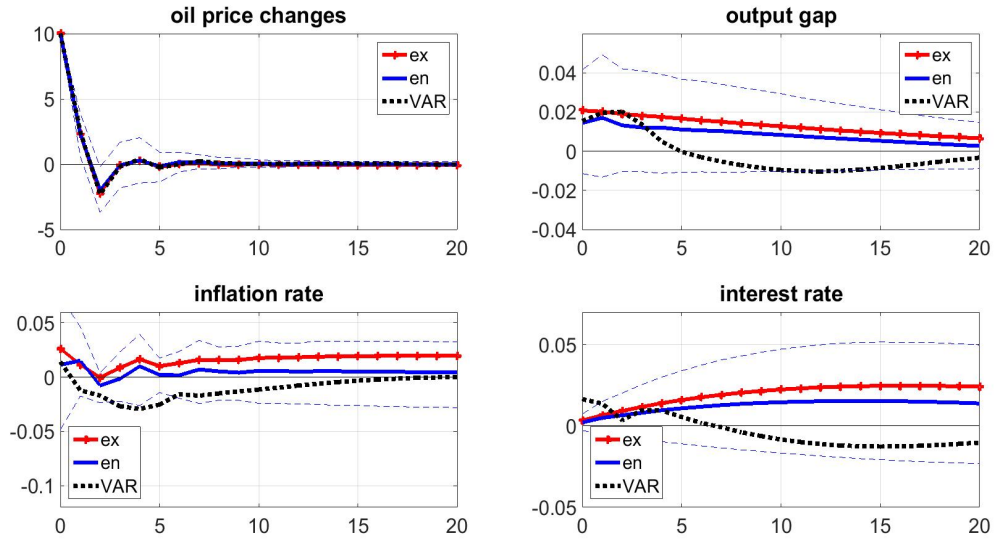 oil price changes
10
5
0
-5
0
5
10
15
20
ex
en
VAR
output gap
0.04
0.02
0
-0.02
-0.04
0
5
10
15
20
ex
en
VAR
inflation rate
0.05
0
-0.05
-0.1
0
5
10
15
20
ex
en
VAR
interest rate
0.05
0
-0.05
0
5
10
15
20
ex
en
VAR